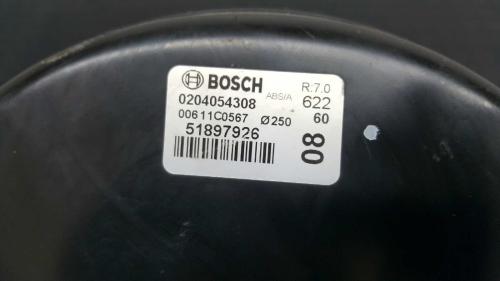 BOSCH R:7.0
0204054308 ABS/A 622
00611C0567 Ø250 60
51897926
08